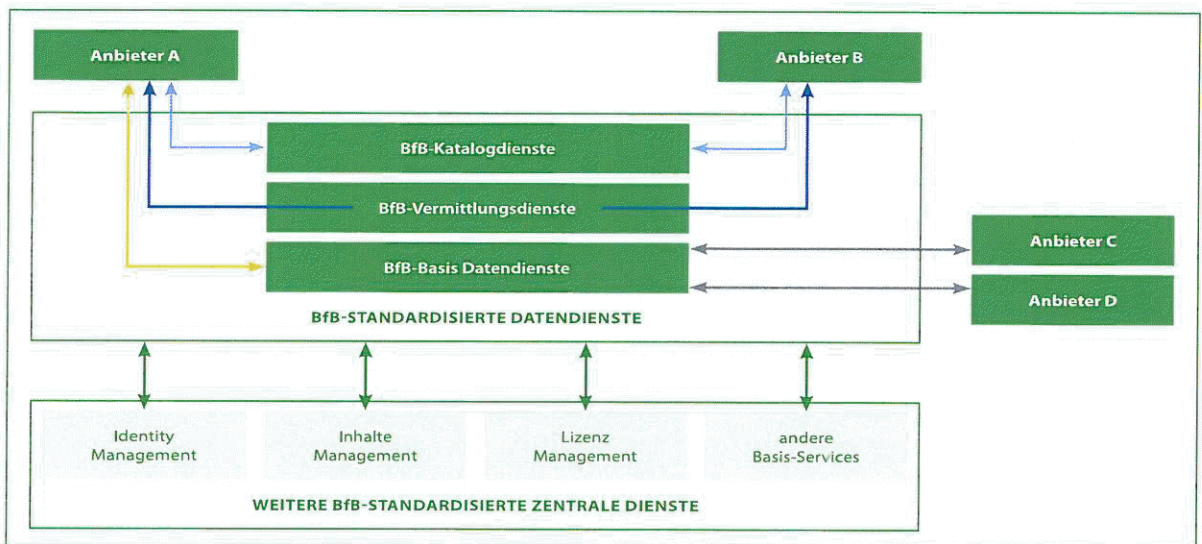 Anbieter A
Anbieter B
BfB-Katalogdienste
BfB-Vermittlungsdienste
Anbieter C
BfB-Basis Datendienste
Anbieter D
BfB-STANDARDISIERTE DATENDIENSTE
Identity
Management
Inhalte
Management
Lizenz
Management
andere
Basis-Services
WEITERE BfB-STANDARDISIERTE ZENTRALE DIENSTE